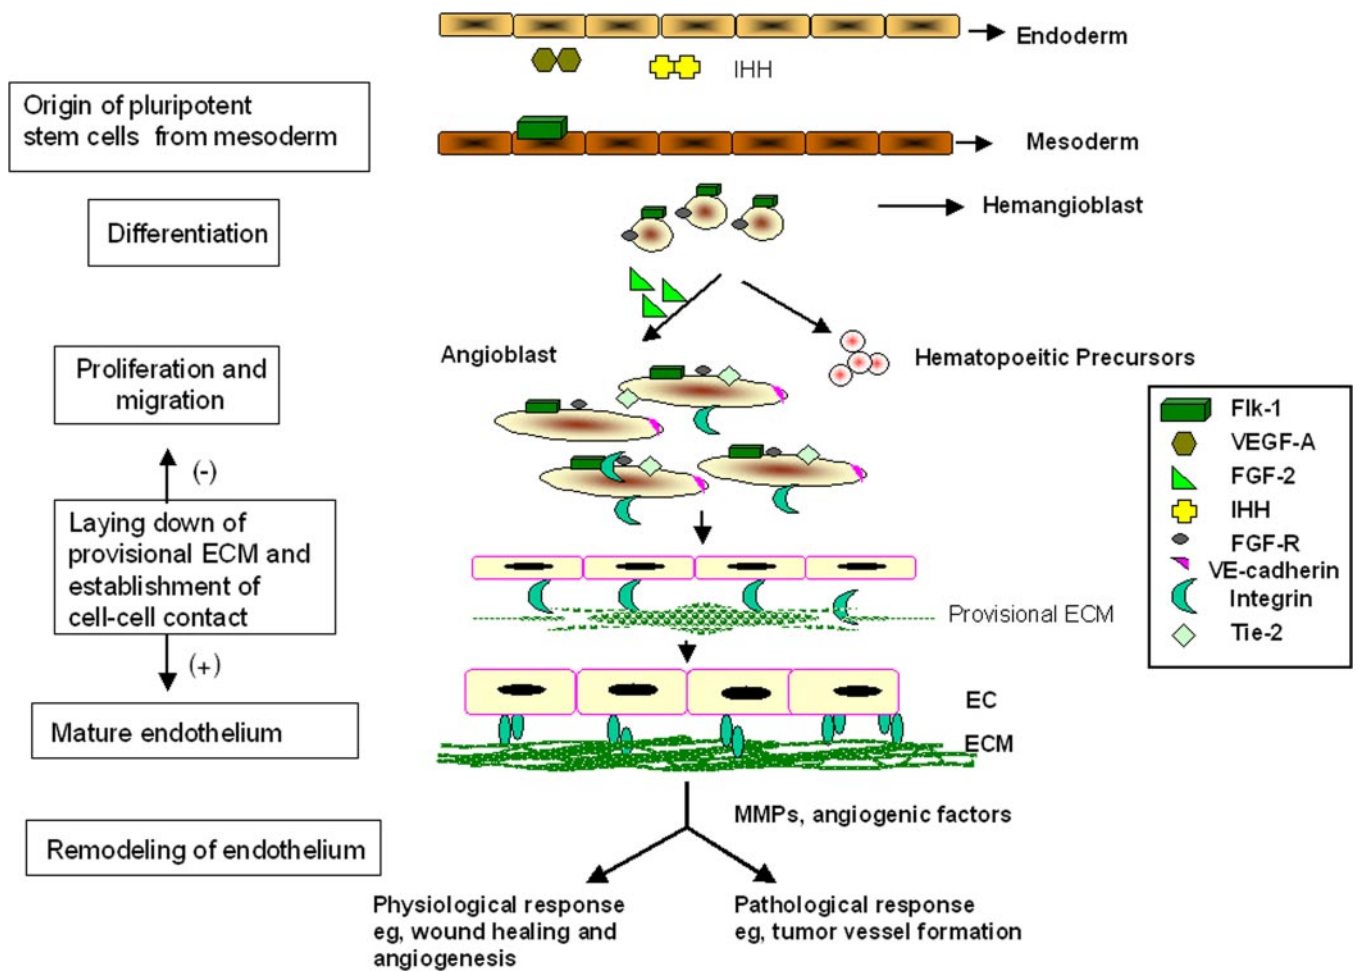 Endoderm
IHH
Origin of pluripotent
stem cells from mesoderm
Mesoderm
Hemangioblast
Differentiation
Angioblast
Hematopoeitic Precursors
Proliferation and
migration
(-)
Laying down of
provisional ECM and
establishment of
cell-cell contact
(+)
Mature endothelium
Flk-1
VEGF-A
FGF-2
IHH
FGF-R
VE-cadherin
Integrin
Tie-2
Provisional ECM
EC
ECM
MMPs, angiogenic factors
Remodeling of endothelium
Physiological response
eg, wound healing and
angiogenesis
Pathological response
eg, tumor vessel formation